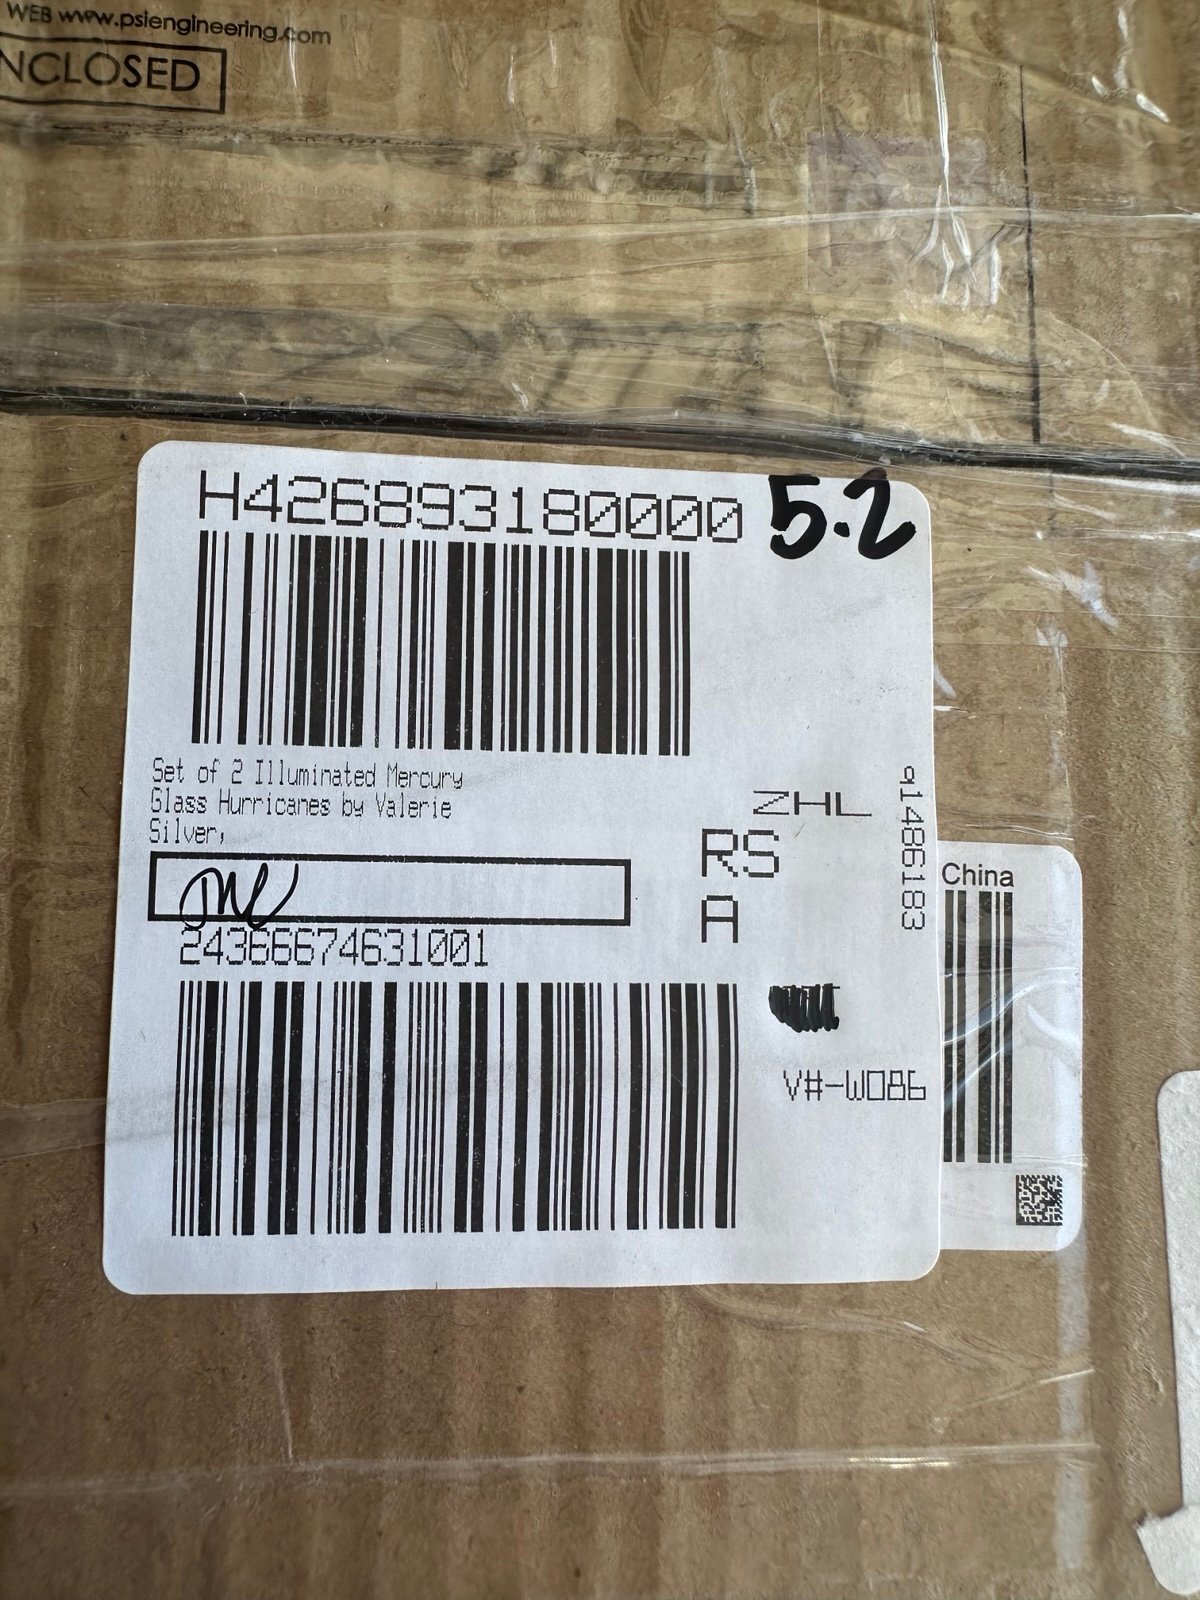 WEB www.psiengineering.com
NCLOSED
H426893180000 5.2
Set of 2 Illuminated Mercury
Glass Hurricanes by Valerie
Silver,
ZHL
RS
A
q1486183
China
24366674631001
V#-W086